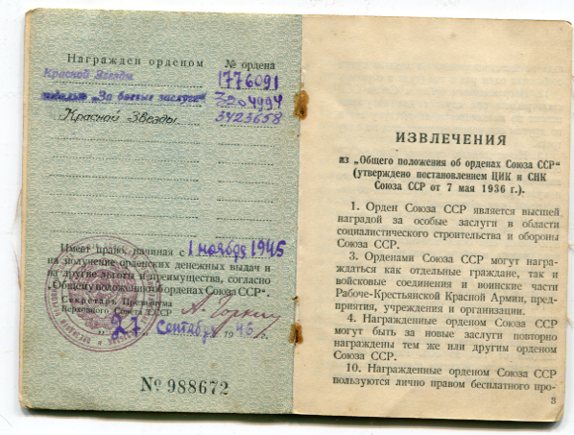 Награжден орденом № ордена
Красной Звезды 1776091
медалью „За боевые заслуги“ 3204994
Красной Звезды 3423658
Имеет право, начиная с 1 ноября 1945
на получение орденских денежных выдач и
на другие льготы и преимущества, согласно
„Общему положению об орденах Союза ССР“.
Секретарь Президиума
Верховного Совета СССР А. Горкин
„27 сентября 1946 г.
№ 988672
ИЗВЛЕЧЕНИЯ
из „Общего положения об орденах Союза ССР“
(утверждено постановлением ЦИК и СНК
Союза ССР от 7 мая 1936 г.).
1. Орден Союза ССР является высшей
наградой за особые заслуги в области
социалистического строительства и обороны
Союза ССР.
3. Орденами Союза ССР могут награ-
ждаться как отдельные граждане, так и
войсковые соединения и воинские части
Рабоче-Крестьянской Красной Армии, пред-
приятия, учреждения и организации.
4. Награжденные орденом Союза ССР
могут быть за новые заслуги повторно
награждены тем же или другим орденом
Союза ССР.
10. Награжденные орденом Союза ССР
пользуются лично правом бесплатного про-
3